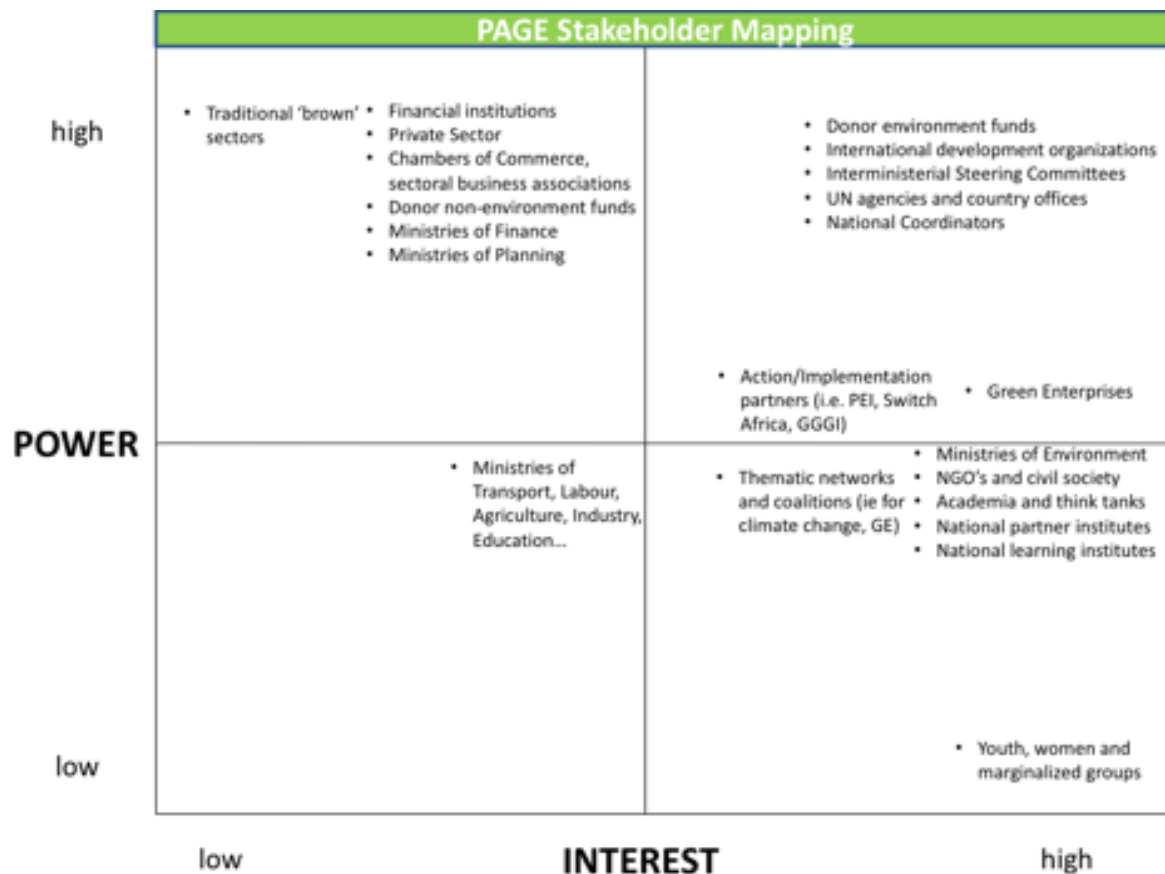 PAGE Stakeholder Mapping
high
• Traditional ‘brown’
sectors
• Financial institutions
• Private Sector
• Chambers of Commerce,
sectoral business associations
• Donor non-environment funds
• Ministries of Finance
• Ministries of Planning
• Donor environment funds
• International development organizations
• Interministerial Steering Committees
• UN agencies and country offices
• National Coordinators
• Action/Implementation
partners (i.e. PEI, Switch
Africa, GGGI)
• Green Enterprises
POWER
• Ministries of
Transport, Labour,
Agriculture, Industry,
Education...
• Thematic networks
and coalitions (ie for
climate change, GE)
• Ministries of Environment
• NGO's and civil society
• Academia and think tanks
• National partner institutes
• National learning institutes
• Youth, women and
marginalized groups
low
low
INTEREST
high